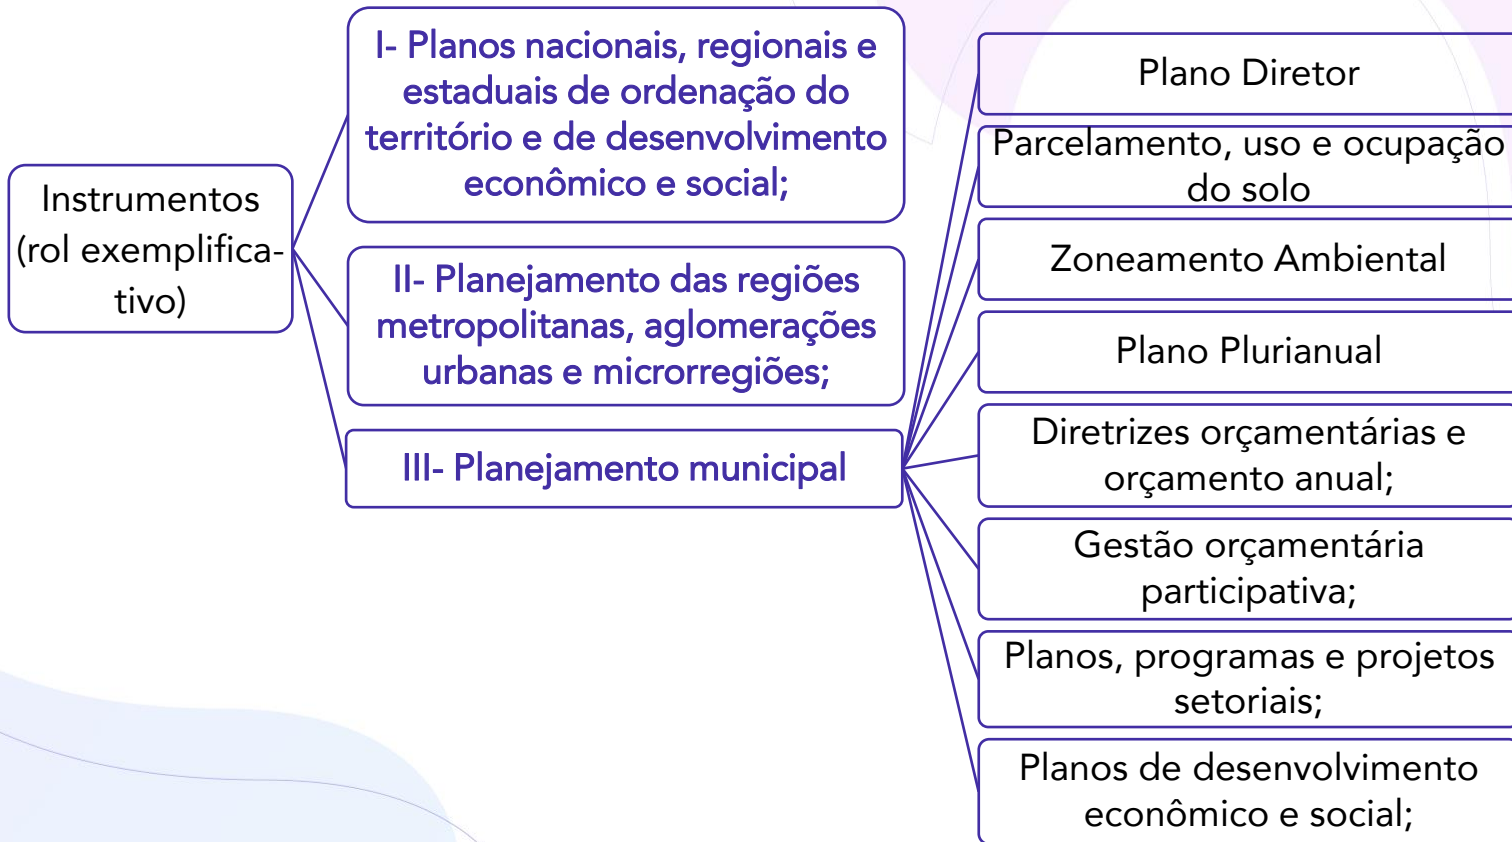 Instrumentos
(rol exemplifica-
tivo)
I- Planos nacionais, regionais e
estaduais de ordenação do
território e de desenvolvimento
econômico e social;
II- Planejamento das regiões
metropolitanas, aglomerações
urbanas e microrregiões;
III- Planejamento municipal
Plano Diretor
Parcelamento, uso e ocupação
do solo
Zoneamento Ambiental
Plano Plurianual
Diretrizes orçamentárias e
orçamento anual;
Gestão orçamentária
participativa;
Planos, programas e projetos
setoriais;
Planos de desenvolvimento
econômico e social;